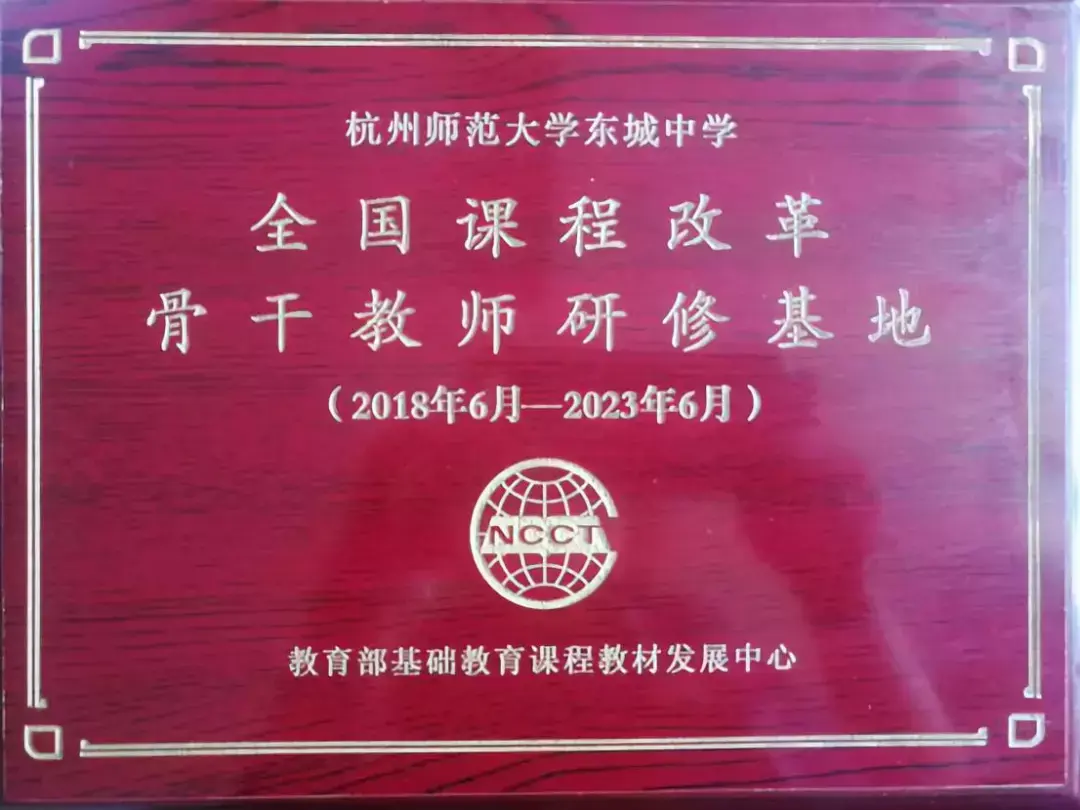 杭州师范大学东城中学
全国课程改革
骨干教师研修基地
（2018年6月—2023年6月）
NCCT
教育部基础教育课程教材发展中心